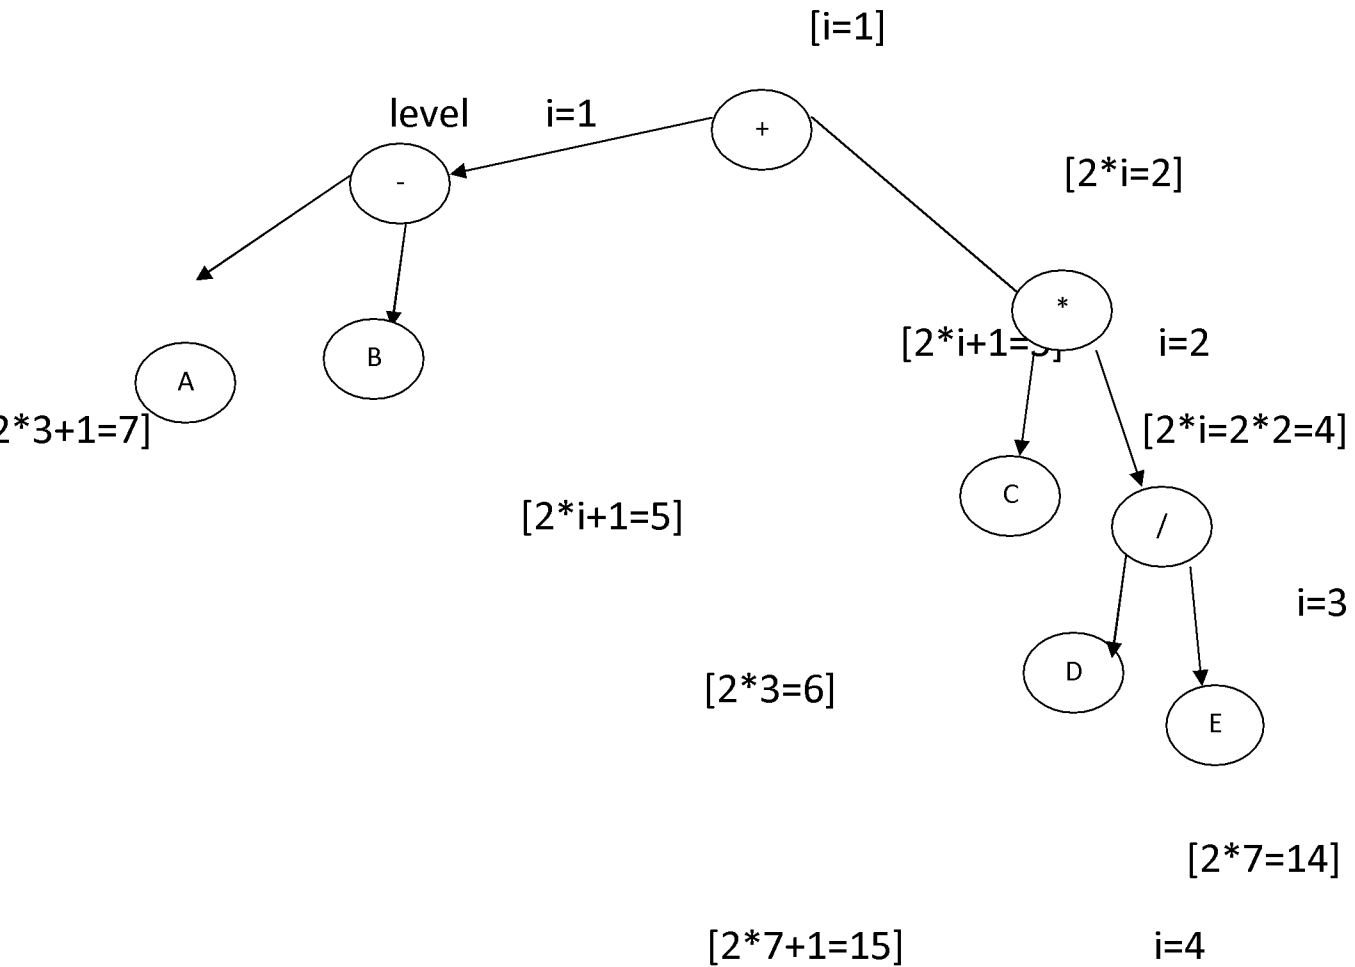 [i=1]
level i=1
+
-
[2*i=2]
*
[2*i+1=3]
i=2
B
A
2*3+1=7]
[2*i=2*2=4]
C
[2*i+1=5]
/
i=3
D
[2*3=6]
E
[2*7=14]
[2*7+1=15]
i=4